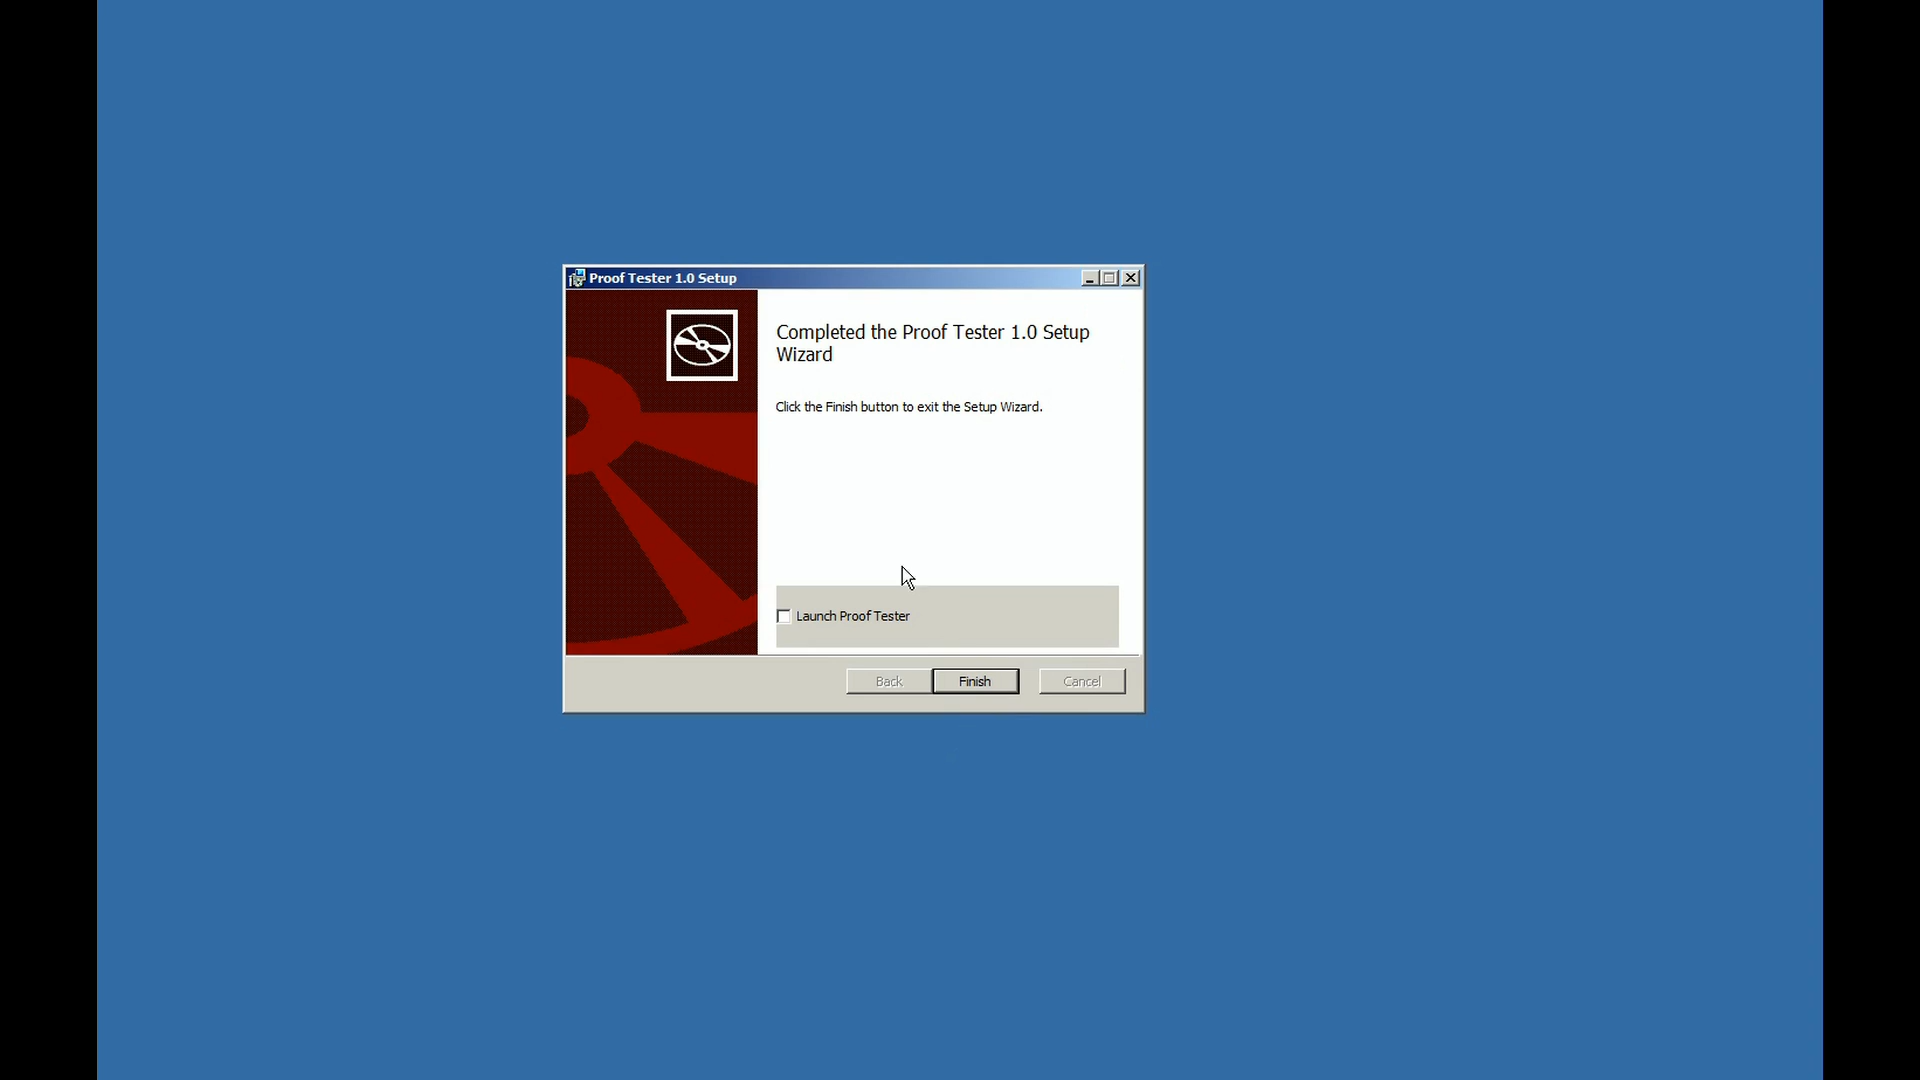 Proof Tester 1.0 Setup
Completed the Proof Tester 1.0 Setup
Wizard
Click the Finish button to exit the Setup Wizard.
Launch Proof Tester
Back Finish Cancel